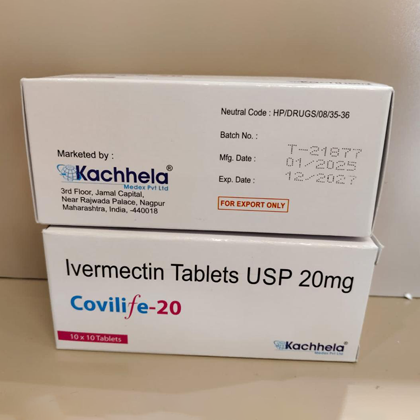 Neutral Code : HP/DRUGS/08/35-36
Batch No. :
T-21877
Mfg. Date :
01/2025
Exp. Date :
12/2027
FOR EXPORT ONLY
Marketed by :
Kachhela®
Medex Pvt Ltd
3rd Floor, Jamal Capital,
Near Rajwada Palace, Nagpur
Maharashtra, India, -440018
Ivermectin Tablets USP 20mg
Covilife-20
10 x 10 Tablets
Kachhela®
Medex Pvt Ltd